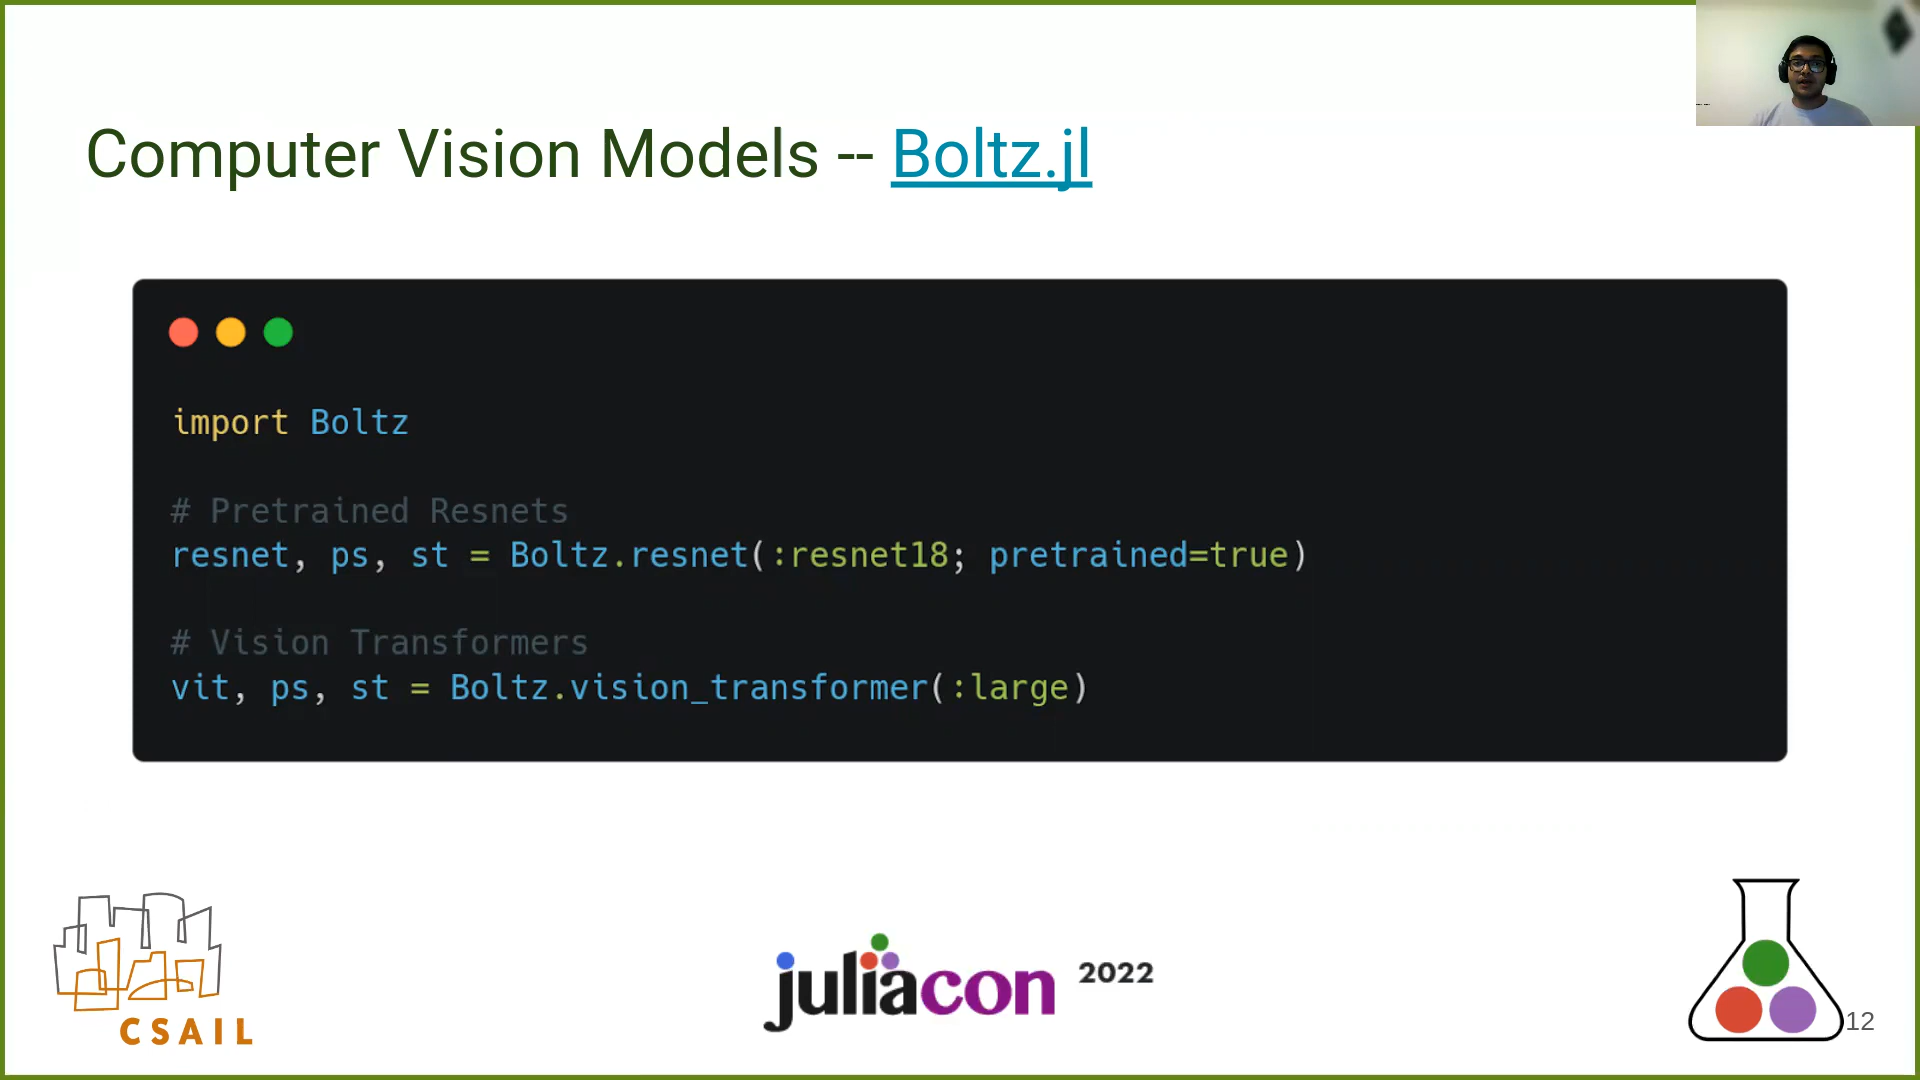 Computer Vision Models -- Boltz.jl
import Boltz
# Pretrained Resnets
resnet, ps, st = Boltz.resnet(:resnet18; pretrained=true)
# Vision Transformers
vit, ps, st = Boltz.vision_transformer(:large)
CSAIL
juliacon 2022
12